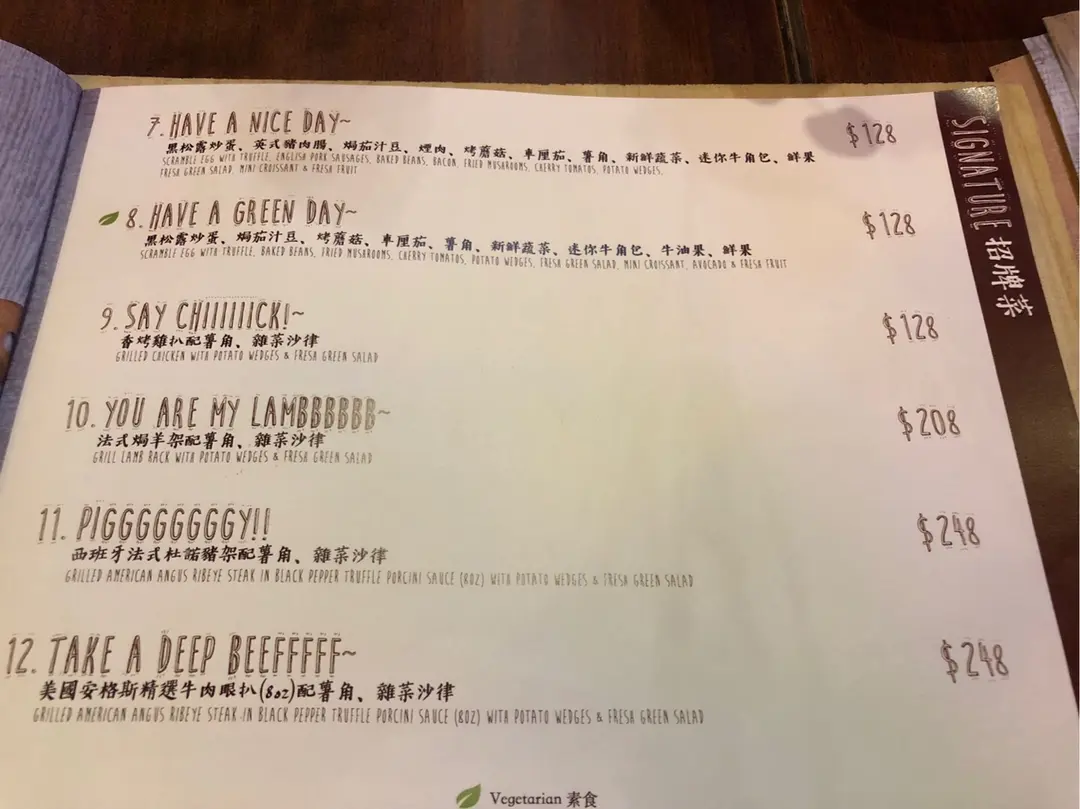 7. HAVE A NICE DAY~ $128
黑松露炒蛋、英式豬肉腸、焗茄汁豆、煙肉、烤蘑菇、車厘茄、薯角、新鮮蔬菜、迷你牛角包、鮮果
SCRAMBLE EGG WITH TRUFFLE, ENGLISH PORK SAUSAGES, BAKED BEANS, BACON, FRIED MUSHROOMS, CHERRY TOMATOS, POTATO WEDGES,
FRESH GREEN SALAD, MINI CROISSANT & FRESH FRUIT
8. HAVE A GREEN DAY~ $128
黑松露炒蛋、焗茄汁豆、烤蘑菇、車厘茄、薯角、新鮮蔬菜、迷你牛角包、牛油果、鮮果
SCRAMBLE EGG WITH TRUFFLE, BAKED BEANS, FRIED MUSHROOMS, CHERRY TOMATOS, POTATO WEDGES, FRESH GREEN SALAD, MINI CROISSANT, AVOCADO & FRESH FRUIT
9. SAY CHIIIIIICK!~ $128
香烤雞扒配薯角、雜菜沙律
GRILLED CHICKEN WITH POTATO WEDGES & FRESH GREEN SALAD
10. YOU ARE MY LAMBBBBBB~ $208
法式焗羊架配薯角、雜菜沙律
GRILL LAMB RACK WITH POTATO WEDGES & FRESH GREEN SALAD
11. PIGGGGGGGGY!! $248
西班牙法式杜諾豬架配薯角、雜菜沙律
GRILLED AMERICAN ANGUS RIBEYE STEAK IN BLACK PEPPER TRUFFLE PORCINI SAUCE (8OZ) WITH POTATO WEDGES & FRESH GREEN SALAD
12. TAKE A DEEP BEEFFFFF~ $248
美國安格斯精選牛肉眼扒(8oz)配薯角、雜菜沙律
GRILLED AMERICAN ANGUS RIBEYE STEAK IN BLACK PEPPER TRUFFLE PORCINI SAUCE (8OZ) WITH POTATO WEDGES & FRESH GREEN SALAD
Vegetarian 素食
SIGNATURE 招牌菜